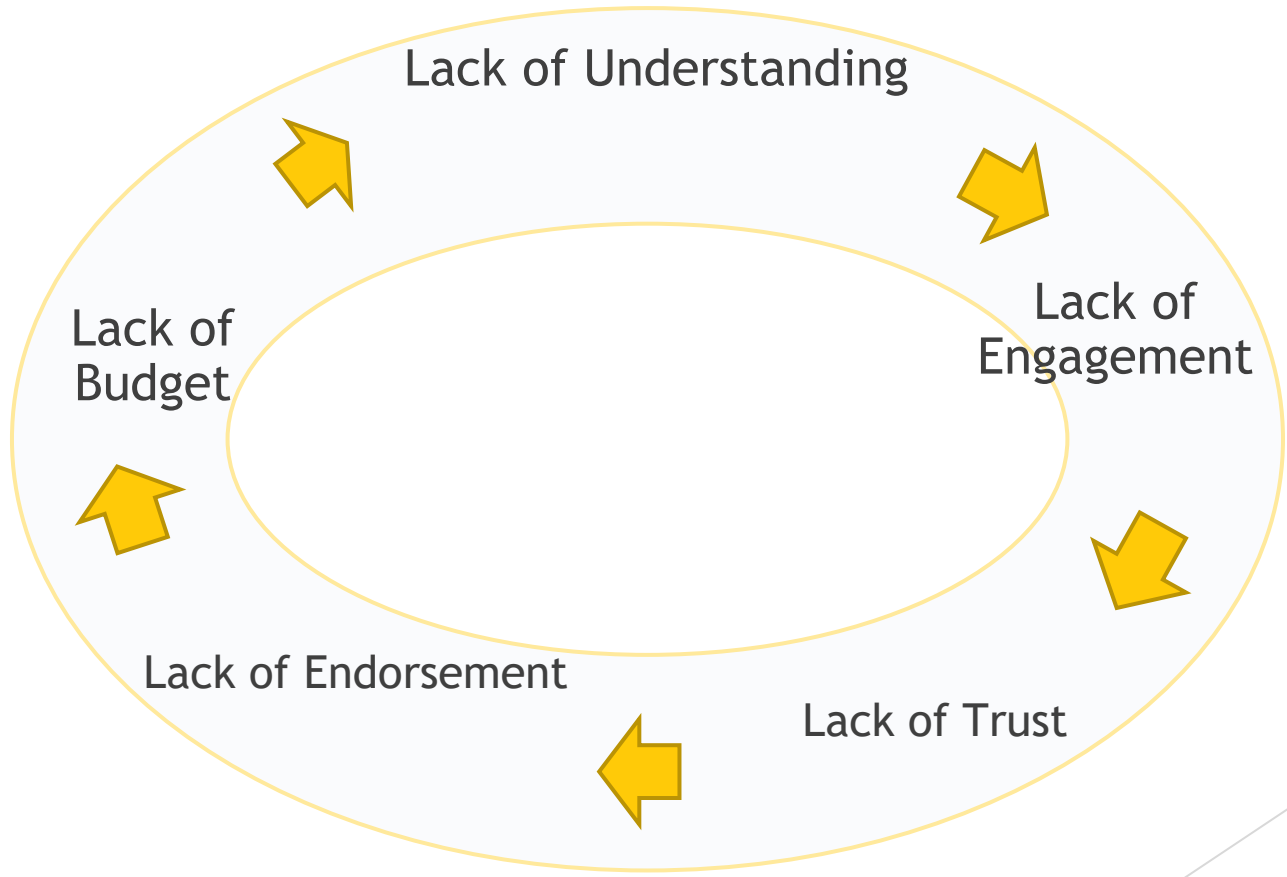 Lack of Understanding
Lack of
Engagement
Lack of Trust
Lack of Endorsement
Lack of
Budget